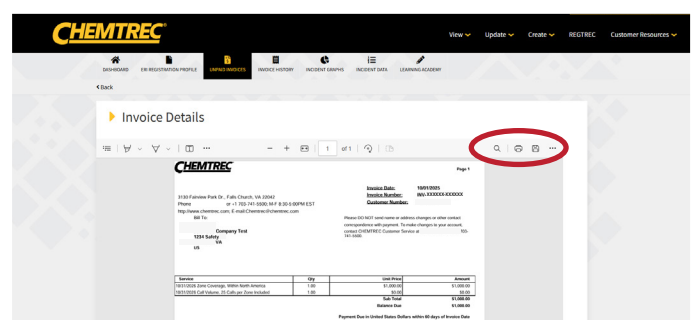 CHEMTREC®
View Update Create REGTREC Customer Resources
DASHBOARD ERI REGISTRATION PROFILE UNPAID INVOICES INVOICE HISTORY INCIDENT GRAPHS INCIDENT DATA LEARNING ACADEMY
Back
Invoice Details
1 of 1
CHEMTREC®
Page 1
Invoice Date: 10/01/2025
Invoice Number: INV-XXXXXX-XXXXXX
Customer Number:
3130 Fairview Park Dr., Falls Church, VA 22042
Phone or +1 703-741-5500; M-F 8:30-5:00PM EST
http://www.chemtrec.com; E-mail:Chemtrec@chemtrec.com
Bill To:
Company Test
1234 Safety
VA
US
Please DO NOT send name or address changes or other contact
correspondence with payment. To make changes to your account,
contact CHEMTREC Customer Service at 703-
741-5500.
Service Qty Unit Price Amount
10/31/2026 Zone Coverage, Within North America 1.00 $1,000.00 $1,000.00
10/31/2026 Call Volume, 25 Calls per Zone Included 1.00 $0.00 $0.00
Sub Total $1,000.00
Balance Due $1,000.00
Payment Due in United States Dollars within 60 days of Invoice Date